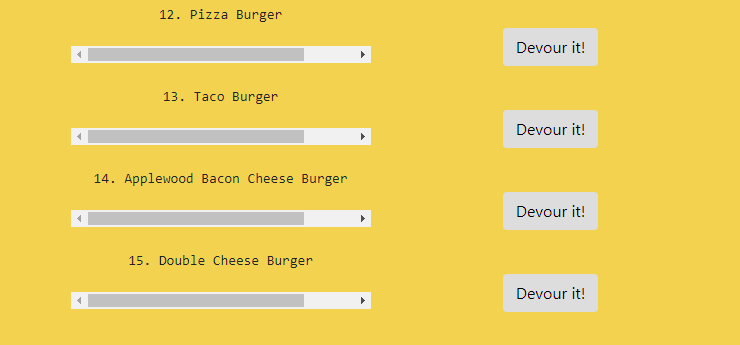 12. Pizza Burger
Devour it!
13. Taco Burger
Devour it!
14. Applewood Bacon Cheese Burger
Devour it!
15. Double Cheese Burger
Devour it!